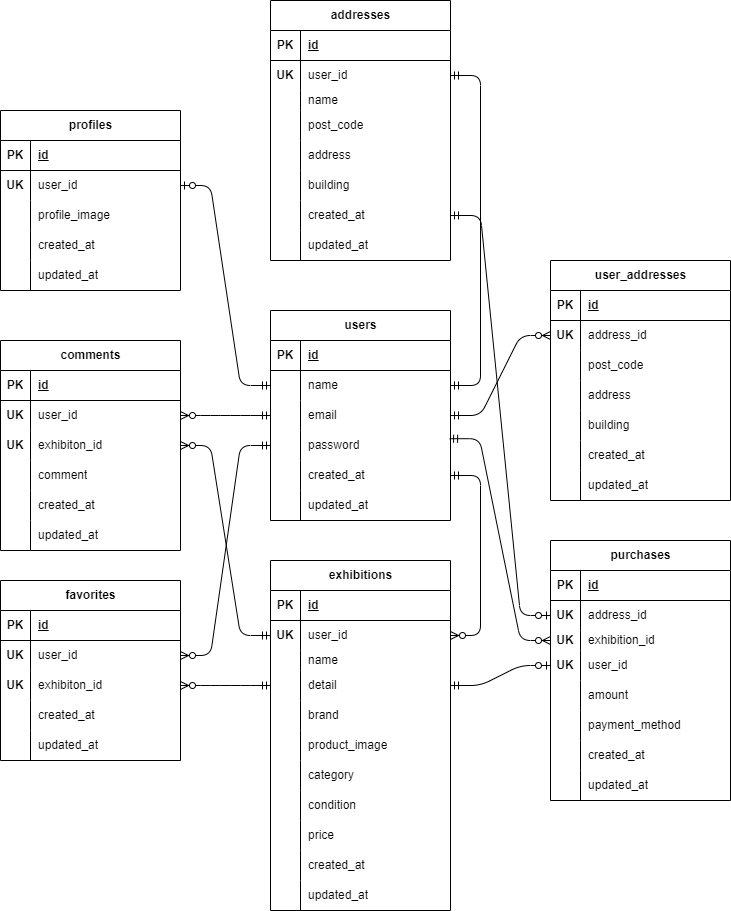 addresses
PK id
UK user_id
name
post_code
address
building
created_at
updated_at
profiles
PK id
UK user_id
profile_image
created_at
updated_at
user_addresses
PK id
UK address_id
post_code
address
building
created_at
updated_at
users
PK id
name
email
password
created_at
updated_at
comments
PK id
UK user_id
UK exhibiton_id
comment
created_at
updated_at
purchases
PK id
UK address_id
UK exhibition_id
UK user_id
amount
payment_method
created_at
updated_at
exhibitions
PK id
UK user_id
name
detail
brand
product_image
category
condition
price
created_at
updated_at
favorites
PK id
UK user_id
UK exhibiton_id
created_at
updated_at